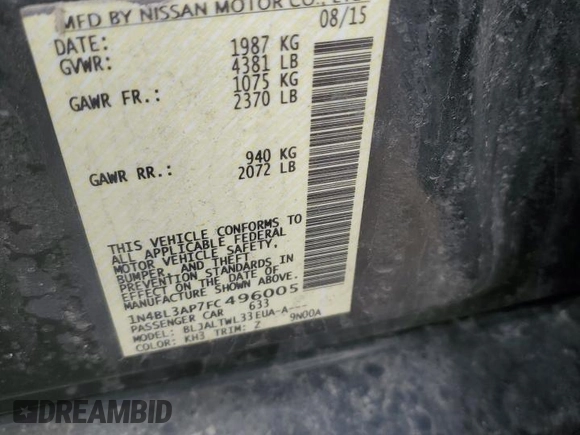 MFD BY NISSAN MOTOR CO., LTD.
DATE: 08/15
GVWR: 1987 KG
4381 LB
GAWR FR.: 1075 KG
2370 LB
GAWR RR.: 940 KG
2072 LB
THIS VEHICLE CONFORMS TO
ALL APPLICABLE FEDERAL
MOTOR VEHICLE SAFETY,
BUMPER, AND THEFT
PREVENTION STANDARDS IN
EFFECT ON THE DATE OF
MANUFACTURE SHOWN ABOVE.
1N4BL3AP7FC496005
PASSENGER CAR 633
MODEL: BLJALTWL33EUA-A--- 9N00A
COLOR: KH3 TRIM: Z
DREAMBID